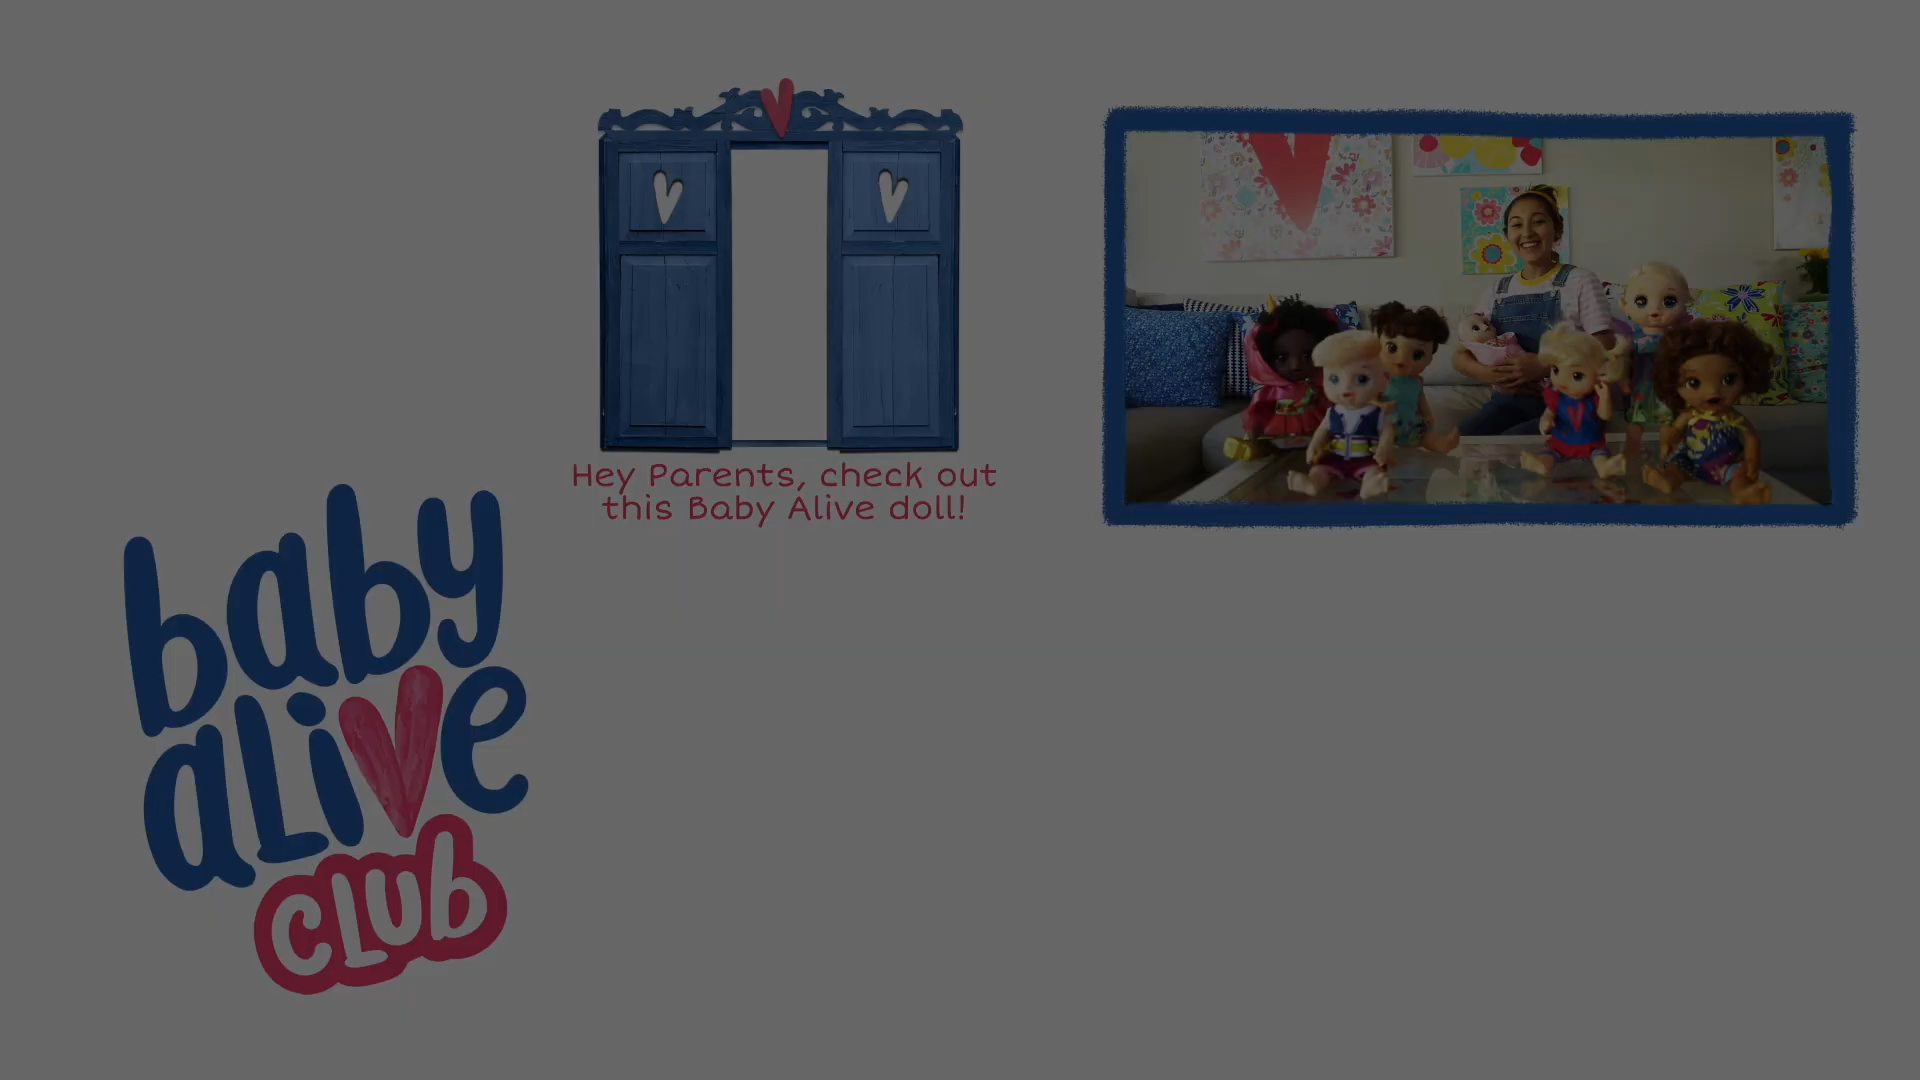 Hey Parents, check out
this Baby Alive doll!
baby
alive
club